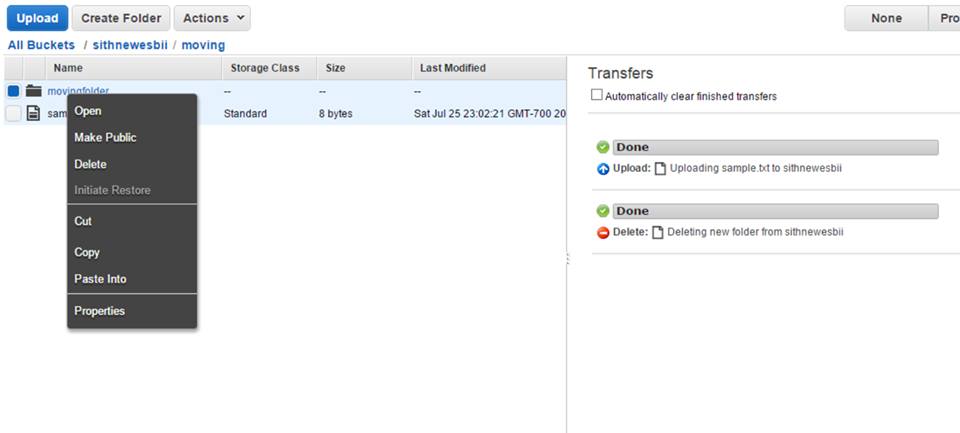 Upload Create Folder Actions None Pro
All Buckets / sithnewesbii / moving
Name Storage Class Size Last Modified
movingfolder -- -- --
sam Standard 8 bytes Sat Jul 25 23:02:21 GMT-700 20
Open
Make Public
Delete
Initiate Restore
Cut
Copy
Paste Into
Properties
Transfers
Automatically clear finished transfers
Done
Upload: Uploading sample.txt to sithnewesbii
Done
Delete: Deleting new folder from sithnewesbii